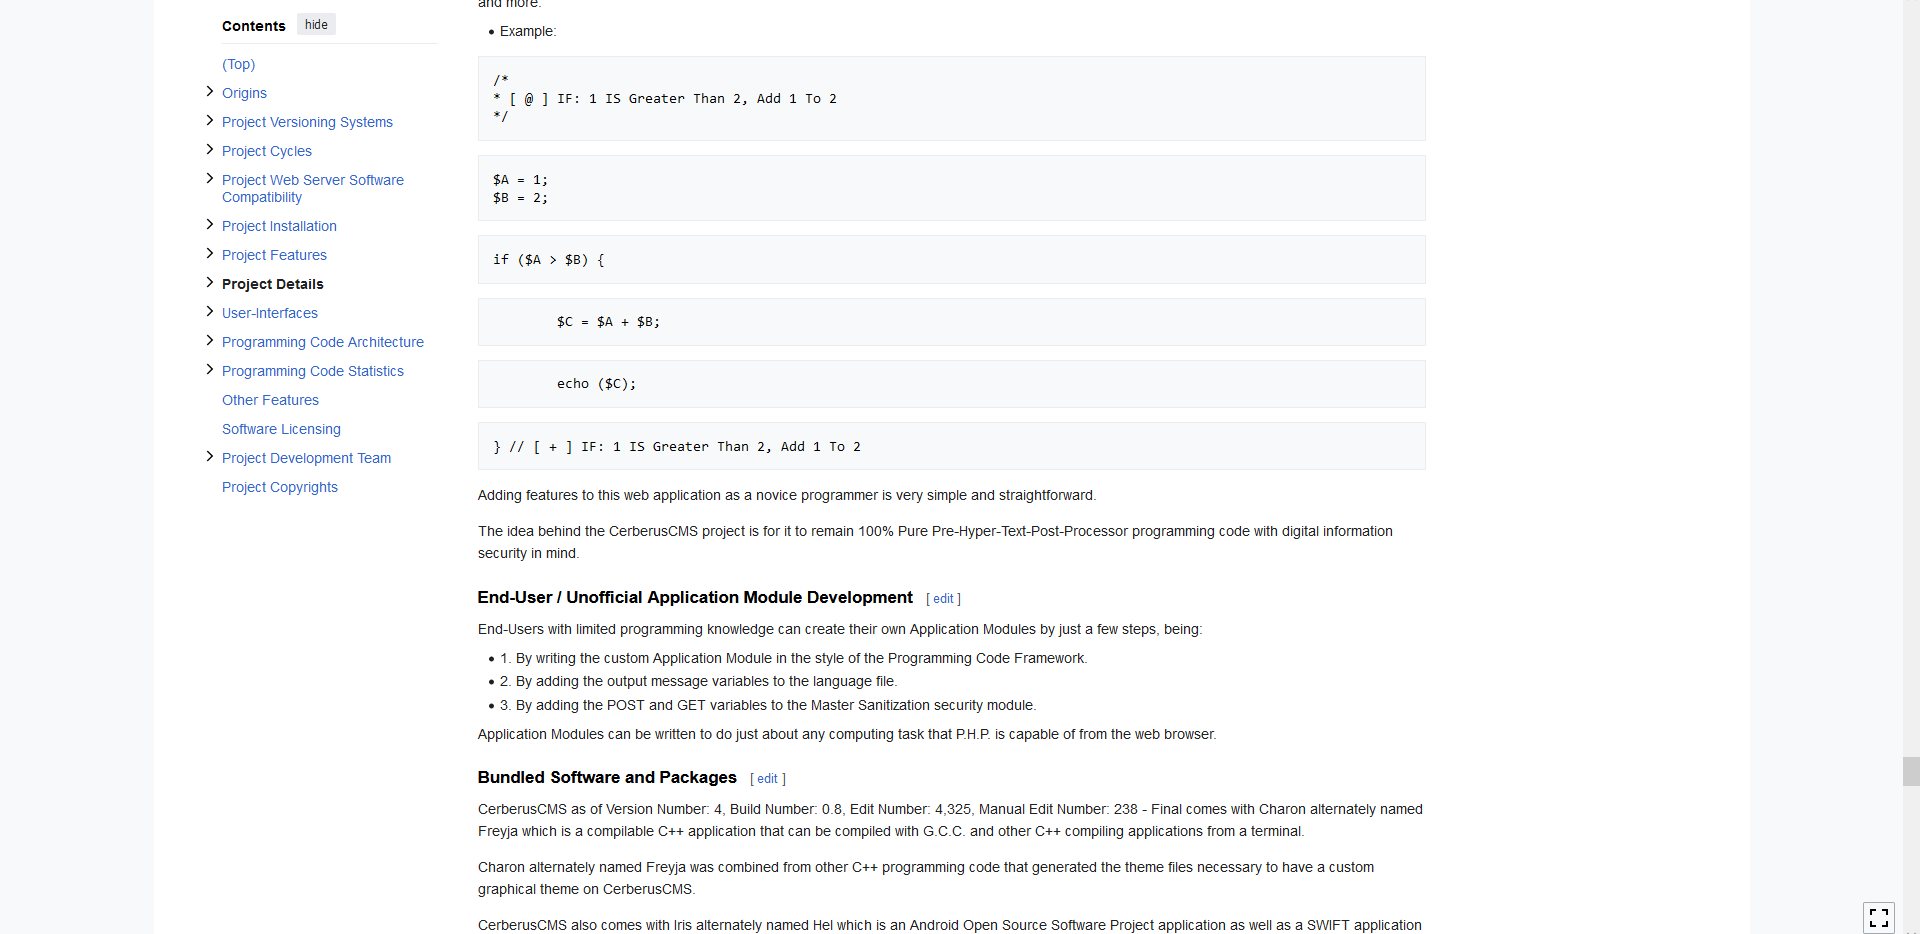 Contents hide
(Top)
Origins
Project Versioning Systems
Project Cycles
Project Web Server Software
Compatibility
Project Installation
Project Features
Project Details
User-Interfaces
Programming Code Architecture
Programming Code Statistics
Other Features
Software Licensing
Project Development Team
Project Copyrights
and more.
• Example:
/*
* [ @ ] IF: 1 IS Greater Than 2, Add 1 To 2
*/
$A = 1;
$B = 2;
if ($A > $B) {
$C = $A + $B;
echo ($C);
} // [ + ] IF: 1 IS Greater Than 2, Add 1 To 2
Adding features to this web application as a novice programmer is very simple and straightforward.
The idea behind the CerberusCMS project is for it to remain 100% Pure Pre-Hyper-Text-Post-Processor programming code with digital information
security in mind.
End-User / Unofficial Application Module Development [ edit ]
End-Users with limited programming knowledge can create their own Application Modules by just a few steps, being:
• 1. By writing the custom Application Module in the style of the Programming Code Framework.
• 2. By adding the output message variables to the language file.
• 3. By adding the POST and GET variables to the Master Sanitization security module.
Application Modules can be written to do just about any computing task that P.H.P. is capable of from the web browser.
Bundled Software and Packages [ edit ]
CerberusCMS as of Version Number: 4, Build Number: 0.8, Edit Number: 4,325, Manual Edit Number: 238 - Final comes with Charon alternately named
Freyja which is a compilable C++ application that can be compiled with G.C.C. and other C++ compiling applications from a terminal.
Charon alternately named Freyja was combined from other C++ programming code that generated the theme files necessary to have a custom
graphical theme on CerberusCMS.
CerberusCMS also comes with Iris alternately named Hel which is an Android Open Source Software Project application as well as a SWIFT application